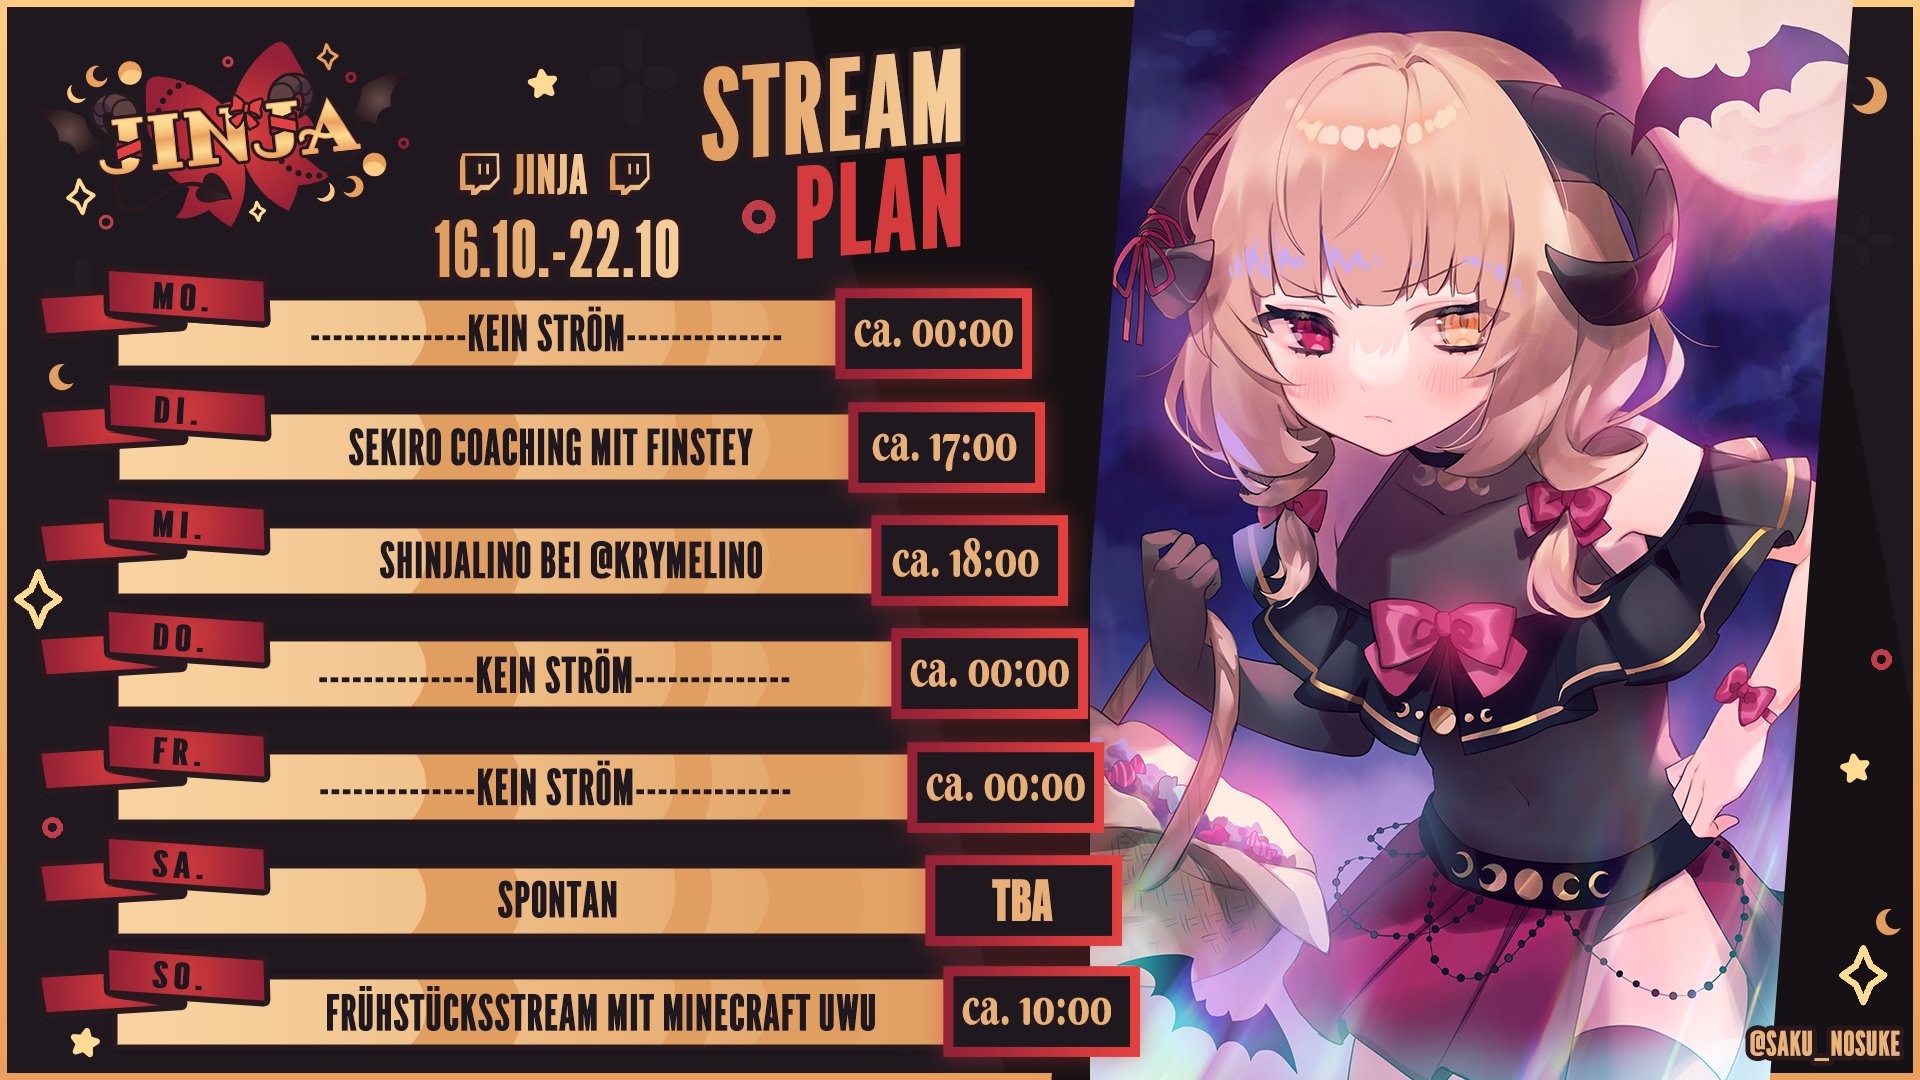 JINJA
JINJA
16.10.-22.10
STREAM
PLAN
MO.
--------------KEIN STRÖM--------------
ca. 00:00
DI.
SEKIRO COACHING MIT FINSTEY
ca. 17:00
MI.
SHINJALINO BEI @KRYMELINO
ca. 18:00
DO.
--------------KEIN STRÖM--------------
ca. 00:00
FR.
--------------KEIN STRÖM--------------
ca. 00:00
SA.
SPONTAN
TBA
SO.
FRÜHSTÜCKSSTREAM MIT MINECRAFT UWU
ca. 10:00
@SAKU_NOSUKE